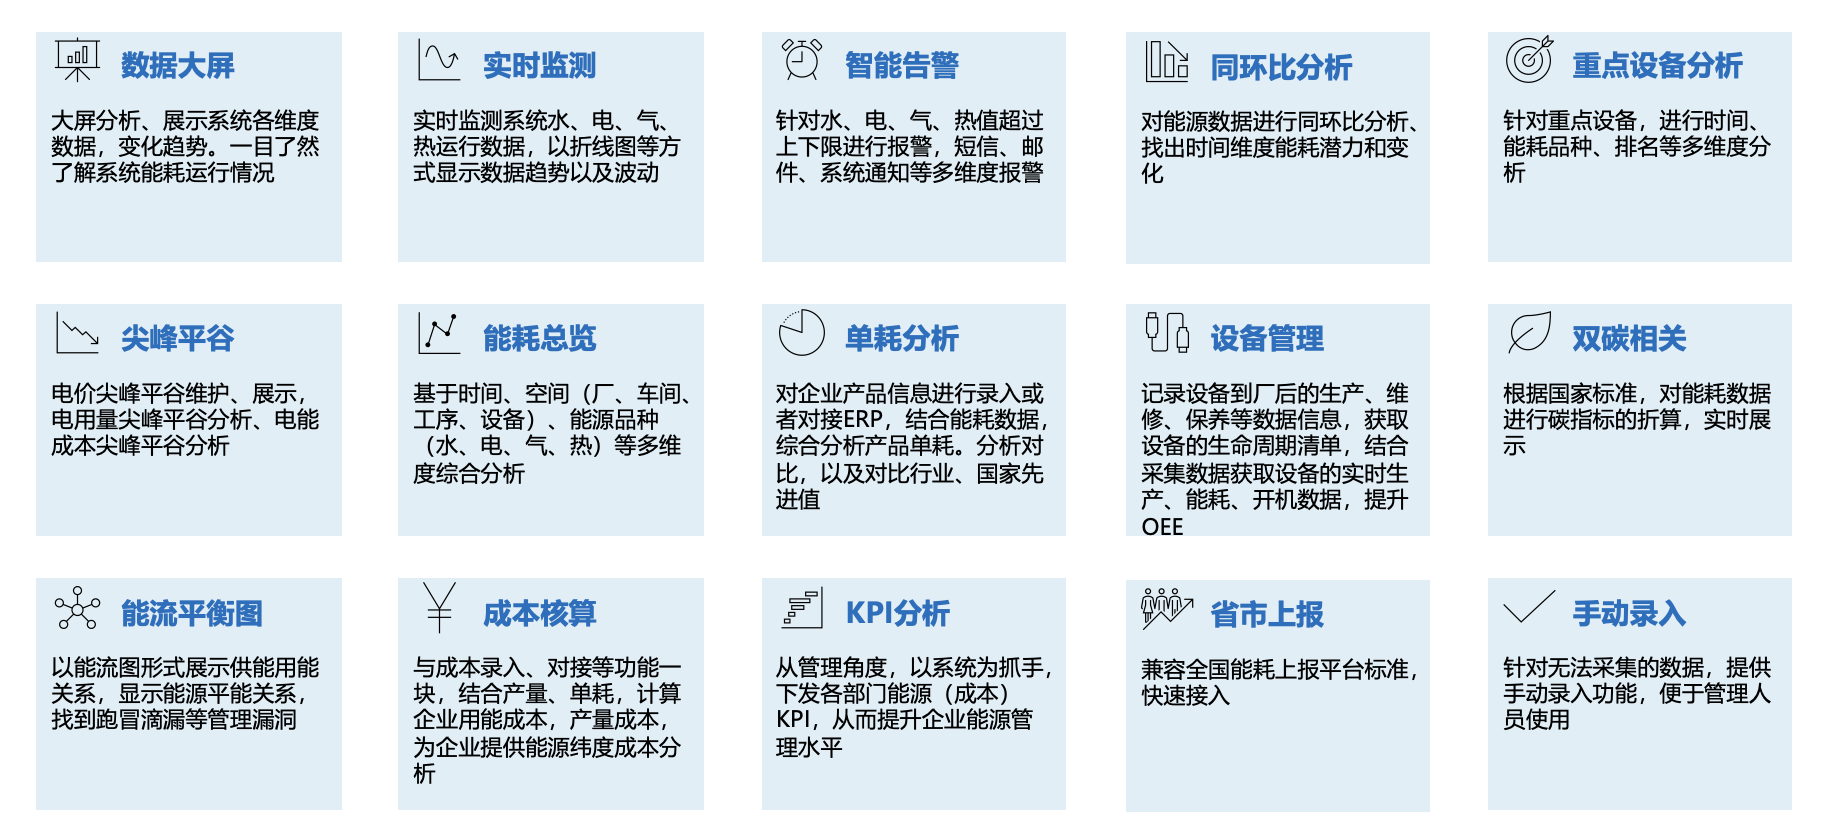 数据大屏
大屏分析、展示系统各维度
数据，变化趋势。一目了然
了解系统能耗运行情况
实时监测
实时监测系统水、电、气、
热运行数据，以折线图等方
式显示数据趋势以及波动
智能告警
针对水、电、气、热值超过
上下限进行报警，短信、邮
件、系统通知等多维度报警
同环比分析
对能源数据进行同环比分析、
找出时间维度能耗潜力和变
化
重点设备分析
针对重点设备，进行时间、
能耗品种、排名等多维度分
析
尖峰平谷
电价尖峰平谷维护、展示，
电用量尖峰平谷分析、电能
成本尖峰平谷分析
能耗总览
基于时间、空间（厂、车间、
工序、设备）、能源品种
（水、电、气、热）等多维
度综合分析
单耗分析
对企业产品信息进行录入或
者对接ERP，结合能耗数据，
综合分析产品单耗。分析对
比，以及对比行业、国家先
进值
设备管理
记录设备到厂后的生产、维
修、保养等数据信息，获取
设备的生命周期清单，结合
采集数据获取设备的实时生
产、能耗、开机数据，提升
OEE
双碳相关
根据国家标准，对能耗数据
进行碳指标的折算，实时展
示
能流平衡图
以能流图形式展示供能用能
关系，显示能源平能关系，
找到跑冒滴漏等管理漏洞
成本核算
与成本录入、对接等功能一
块，结合产量、单耗，计算
企业用能成本，产量成本，
为企业提供能源纬度成本分
析
KPI分析
从管理角度，以系统为抓手，
下发各部门能源（成本）
KPI，从而提升企业能源管
理水平
省市上报
兼容全国能耗上报平台标准，
快速接入
手动录入
针对无法采集的数据，提供
手动录入功能，便于管理人
员使用